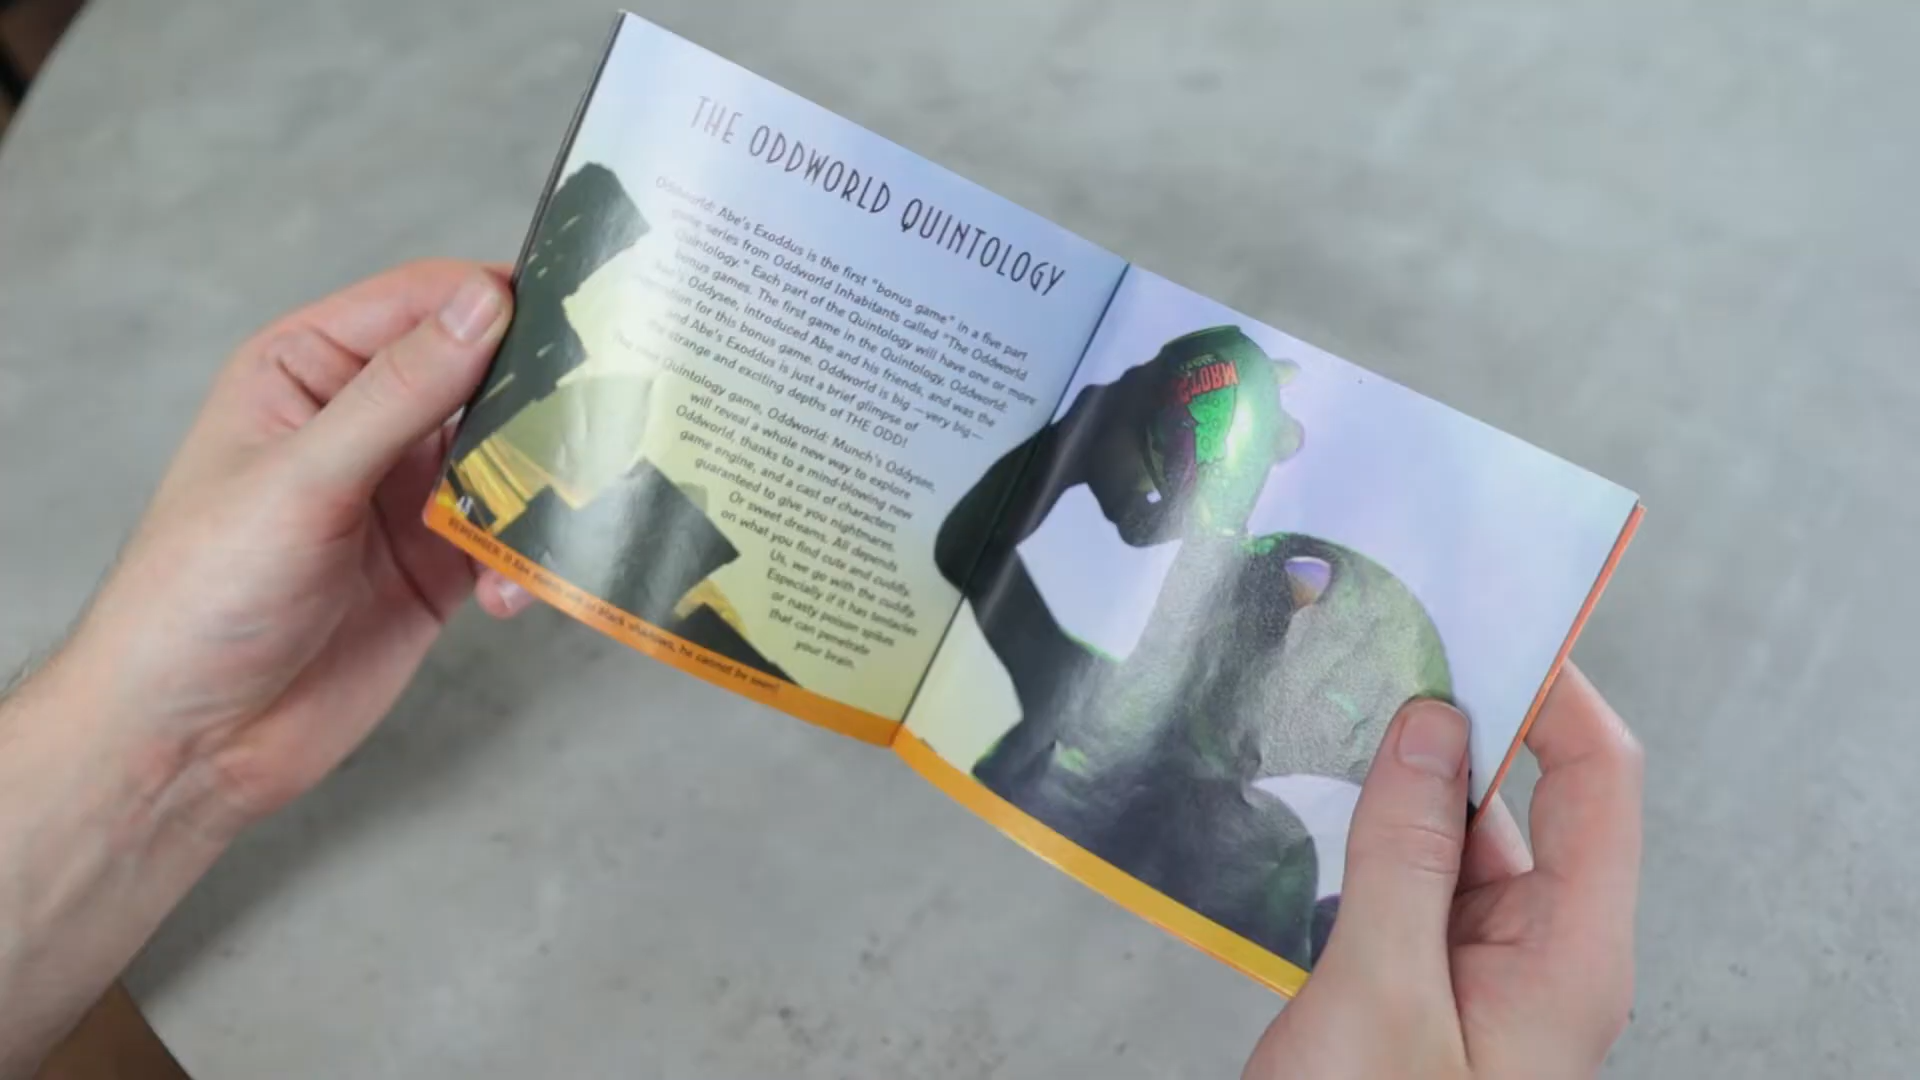 THE ODDWORLD QUINTOLOGY
Oddworld: Abe's Exoddus is the first "bonus game" in a five part
game series from Oddworld Inhabitants called "The Oddworld
Quintology." Each part of the Quintology will have one or more
bonus games. The first game in the Quintology, Oddworld:
Abe's Oddysee, introduced Abe and his friends, and was the
for this bonus game. Oddworld is big —very big—
and Abe's Exoddus is just a brief glimpse of
the strange and exciting depths of THE ODD!
The next Quintology game, Oddworld: Munch's Oddysee,
will reveal a whole new way to explore
Oddworld, thanks to a mind-blowing new
game engine, and a cast of characters
guaranteed to give you nightmares.
Or sweet dreams. All depends
on what you find cute and cuddly.
Us, we go with the cuddly.
Especially if it has tentacles
or nasty poison spikes
that can penetrate
your brain.
REMEMBER: If Abe in black shadows, he cannot be seen!